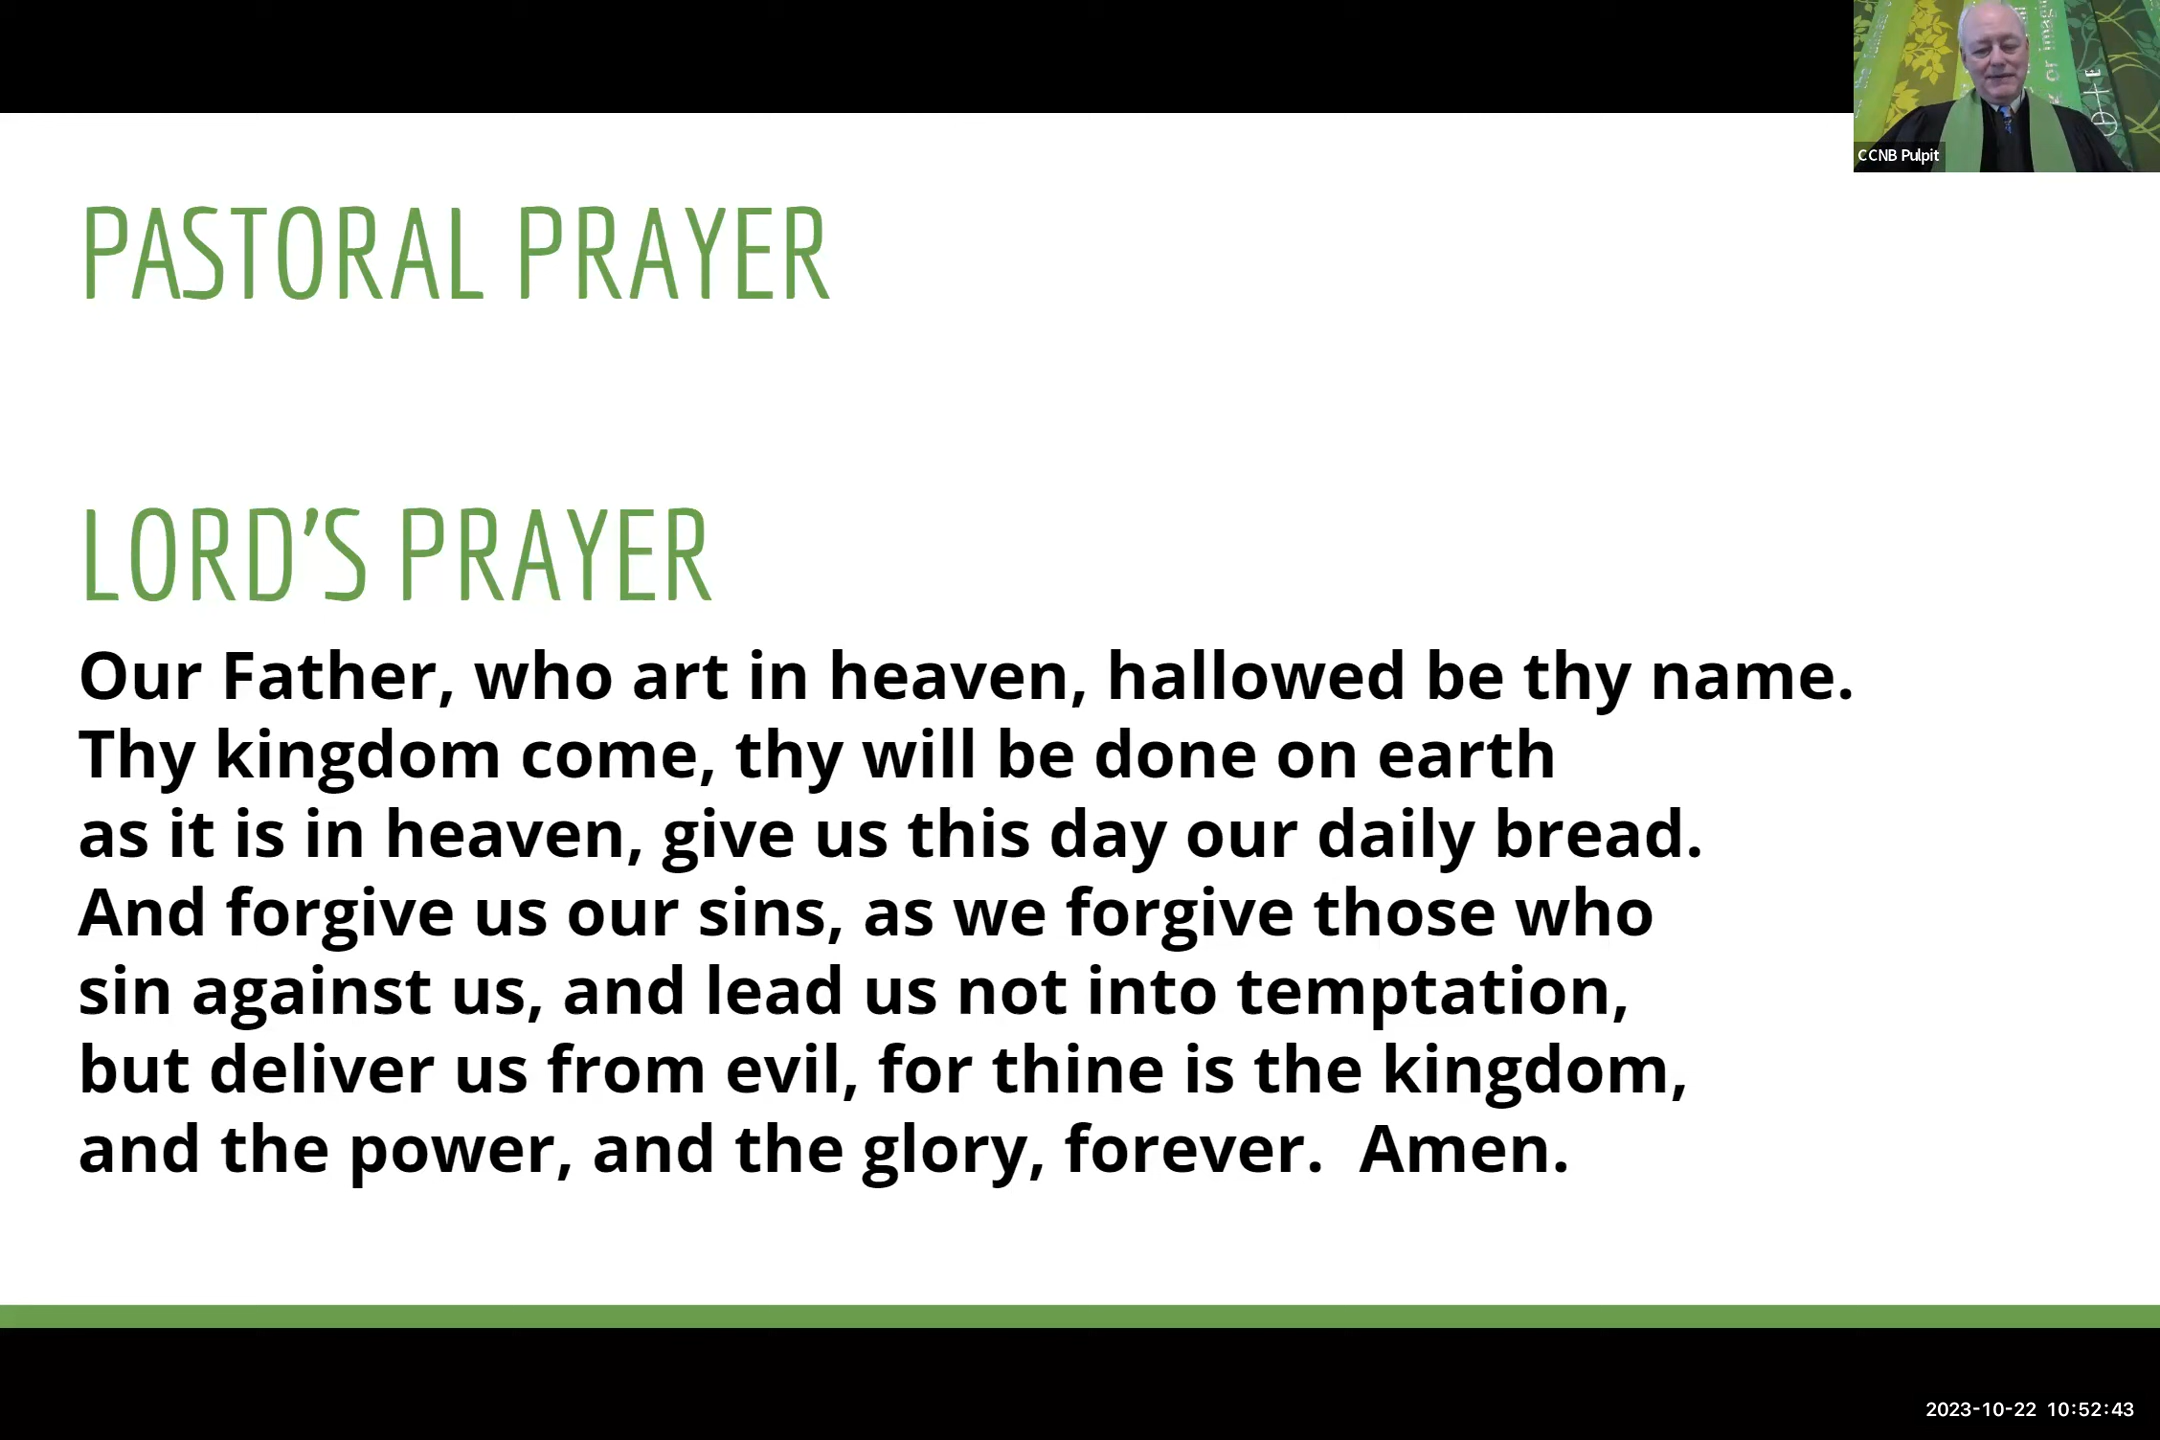 CCNB Pulpit
PASTORAL PRAYER
LORD'S PRAYER
Our Father, who art in heaven, hallowed be thy name.
Thy kingdom come, thy will be done on earth
as it is in heaven, give us this day our daily bread.
And forgive us our sins, as we forgive those who
sin against us, and lead us not into temptation,
but deliver us from evil, for thine is the kingdom,
and the power, and the glory, forever.  Amen.
2023-10-22 10:52:43